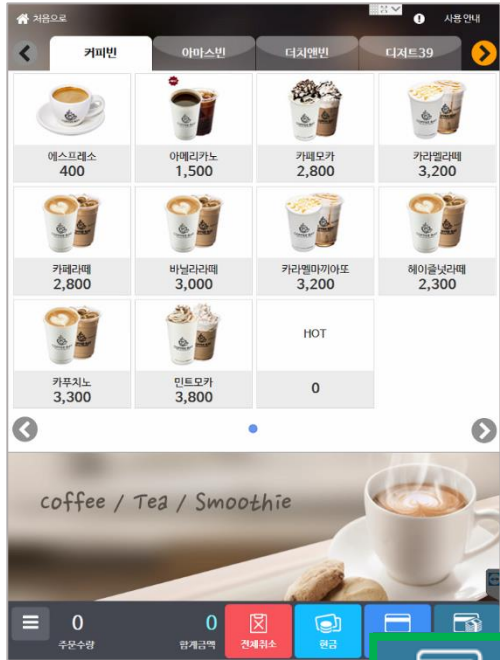 처음으로
사용 안내
커피빈 아마스빈 더치앤빈 디저트39
에스프레소 아메리카노 카페모카 카라멜라떼
400 1,500 2,800 3,200
카페라떼 바닐라라떼 카라멜마끼아또 헤이즐넛라떼
2,800 3,000 3,200 2,300
HOT
카푸치노 민트모카
3,300 3,800 0
coffee / Tea / Smoothie
0 0
주문수량 합계금액 전체취소 현금